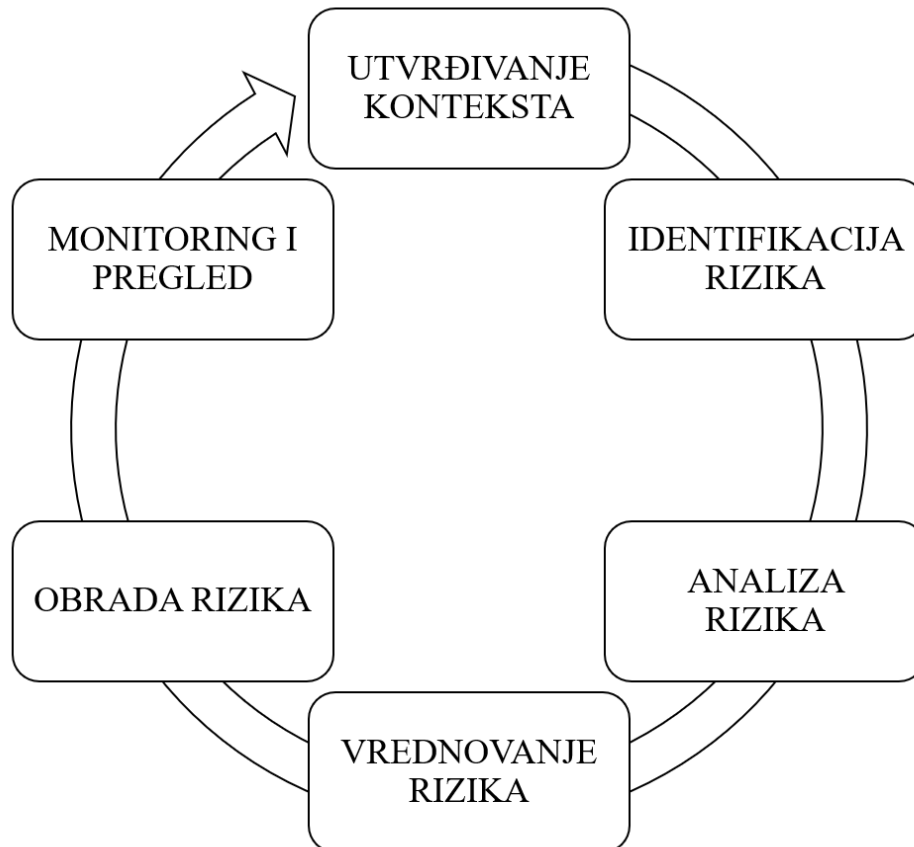 UTVRĐIVANJE
KONTEKSTA
IDENTIFIKACIJA
RIZIKA
ANALIZA
RIZIKA
VREDNOVANJE
RIZIKA
OBRADA RIZIKA
MONITORING I
PREGLED